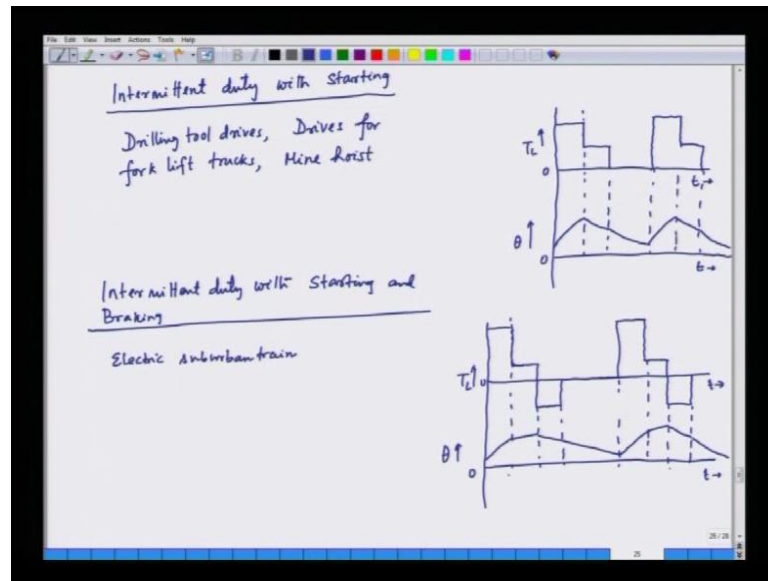 File Edit View Insert Actions Tools Help
Intermittent duty with Starting
Drilling tool drives, Drives for
fork lift trucks, Mine hoist
TL
0
t
θ
0
t
Intermittent duty with Starting and
Braking
Electric suburban train
TL
0
t
θ
0
t
25/25
25